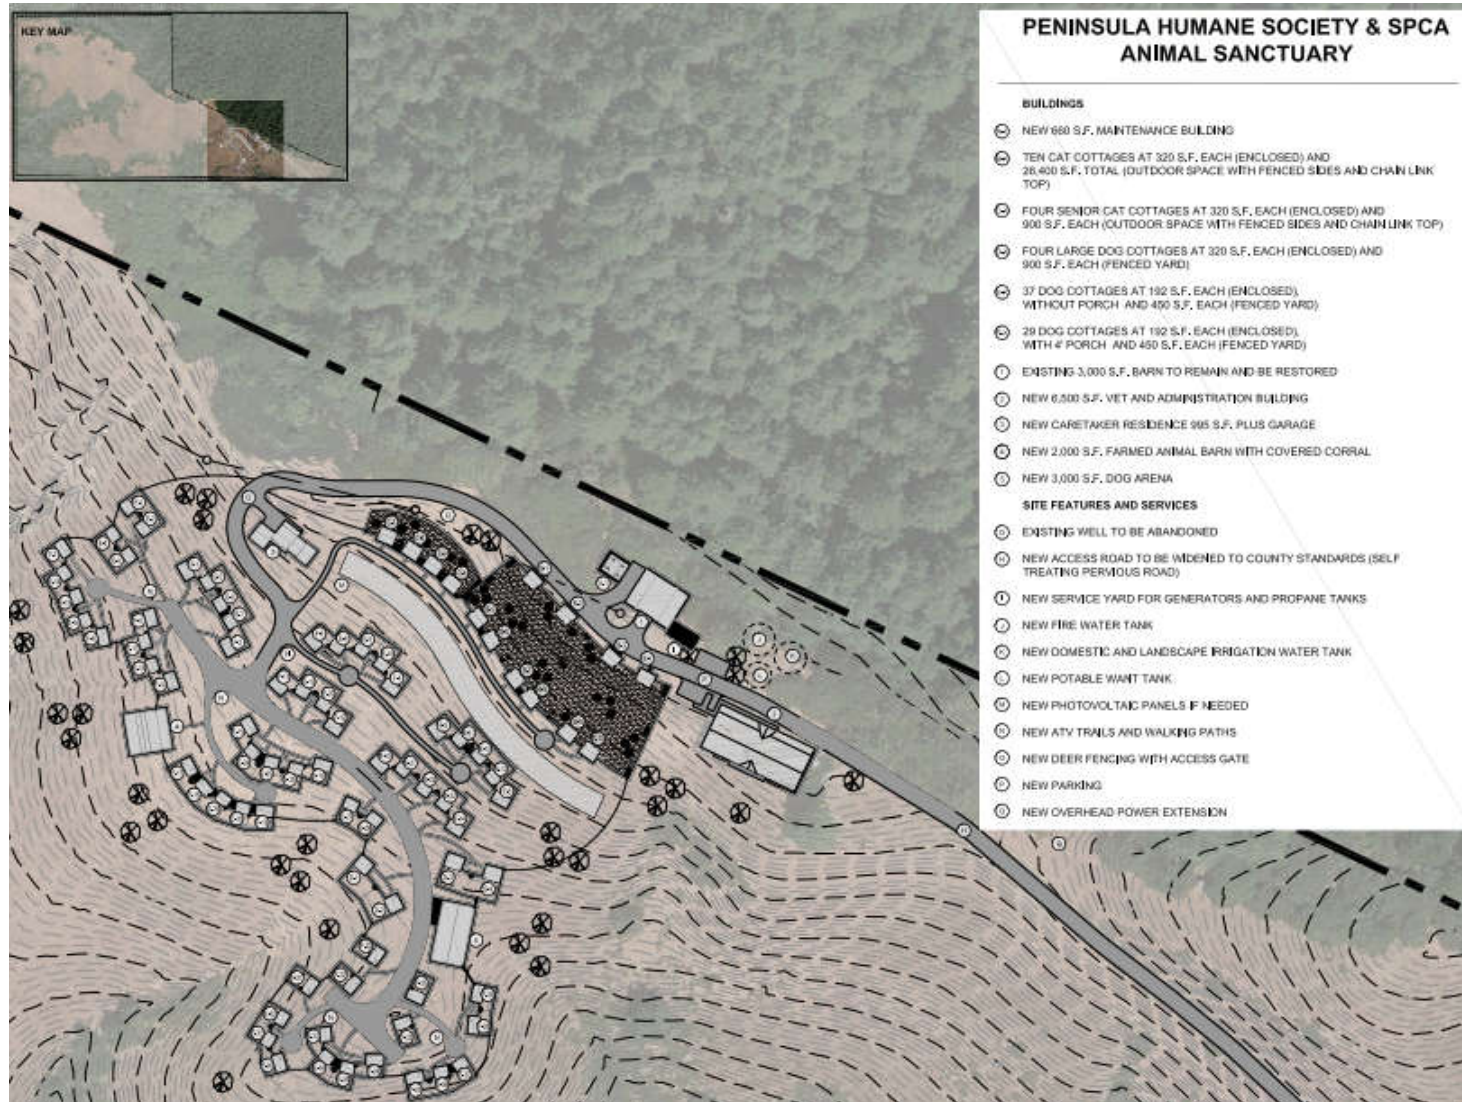 KEY MAP
PENINSULA HUMANE SOCIETY & SPCA
ANIMAL SANCTUARY
BUILDINGS
NEW 660 S.F. MAINTENANCE BUILDING
TEN CAT COTTAGES AT 320 S.F. EACH (ENCLOSED) AND
26,400 S.F. TOTAL (OUTDOOR SPACE WITH FENCED SIDES AND CHAIN LINK
TOP)
FOUR SENIOR CAT COTTAGES AT 320 S.F. EACH (ENCLOSED) AND
900 S.F. EACH (OUTDOOR SPACE WITH FENCED SIDES AND CHAIN LINK TOP)
FOUR LARGE DOG COTTAGES AT 320 S.F. EACH (ENCLOSED) AND
900 S.F. EACH (FENCED YARD)
37 DOG COTTAGES AT 192 S.F. EACH (ENCLOSED),
WITHOUT PORCH AND 450 S.F. EACH (FENCED YARD)
29 DOG COTTAGES AT 192 S.F. EACH (ENCLOSED),
WITH 4' PORCH AND 450 S.F. EACH (FENCED YARD)
1 EXISTING 3,000 S.F. BARN TO REMAIN AND BE RESTORED
2 NEW 6,500 S.F. VET AND ADMINISTRATION BUILDING
3 NEW CARETAKER RESIDENCE 995 S.F. PLUS GARAGE
4 NEW 2,000 S.F. FARMED ANIMAL BARN WITH COVERED CORRAL
5 NEW 3,000 S.F. DOG ARENA
SITE FEATURES AND SERVICES
EXISTING WELL TO BE ABANDONED
H NEW ACCESS ROAD TO BE WIDENED TO COUNTY STANDARDS (SELF
TREATING PERVIOUS ROAD)
I NEW SERVICE YARD FOR GENERATORS AND PROPANE TANKS
J NEW FIRE WATER TANK
K NEW DOMESTIC AND LANDSCAPE IRRIGATION WATER TANK
L NEW POTABLE WANT TANK
M NEW PHOTOVOLTAIC PANELS IF NEEDED
N NEW ATV TRAILS AND WALKING PATHS
O NEW DEER FENCING WITH ACCESS GATE
P NEW PARKING
Q NEW OVERHEAD POWER EXTENSION